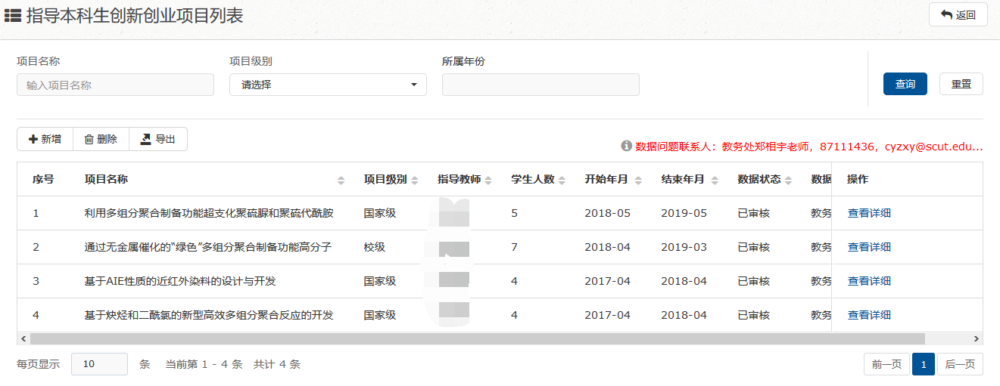 指导本科生创新创业项目列表 返回
项目名称 项目级别 所属年份
输入项目名称 请选择 查询 重置
新增 删除 导出
数据问题联系人：教务处郑相宇老师，87111436，cyzxy@scut.edu...
序号 项目名称 项目级别 指导教师 学生人数 开始年月 结束年月 数据状态 数据 操作
1 利用多组分聚合制备功能超支化聚硫脲和聚硫代酰胺 国家级 5 2018-05 2019-05 已审核 教务 查看详细
2 通过无金属催化的“绿色”多组分聚合制备功能高分子 校级 7 2018-04 2019-03 已审核 教务 查看详细
3 基于AIE性质的近红外染料的设计与开发 国家级 4 2017-04 2018-04 已审核 教务 查看详细
4 基于炔烃和二酰氯的新型高效多组分聚合反应的开发 国家级 4 2017-04 2018-04 已审核 教务 查看详细
每页显示 10 条 当前第 1 - 4 条 共计 4 条 前一页 1 后一页